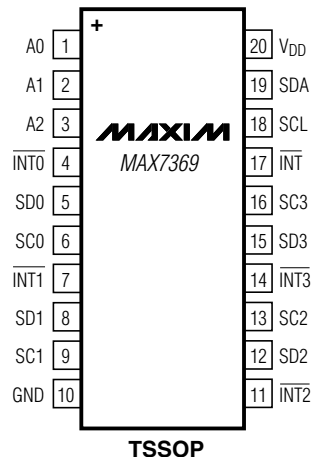 +
A0 1 20 VDD
A1 2 19 SDA
A2 3 MAXIM 18 SCL
INT0 4 MAX7369 17 INT
SD0 5 16 SC3
SC0 6 15 SD3
INT1 7 14 INT3
SD1 8 13 SC2
SC1 9 12 SD2
GND 10 11 INT2
TSSOP